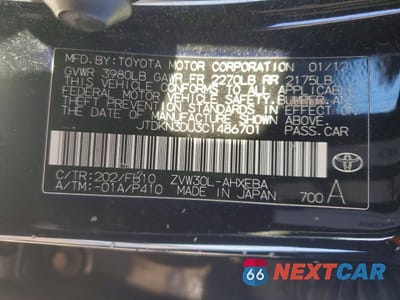 MFD. BY: TOYOTA MOTOR CORPORATION 01/12
GVWR 3980LB GAWR FR 2270LB RR 2175LB
THIS VEHICLE CONFORMS TO ALL APPLICABLE
FEDERAL MOTOR VEHICLE SAFETY, BUMPER, AND
THEFT PREVENTION STANDARDS IN EFFECT ON
THE DATE OF MANUFACTURE SHOWN ABOVE.
JTDKN3DU3C1486701 PASS.CAR
C/TR: 202/FB10 ZVW30L-AHXEBA
A/TM: -01A/P410 MADE IN JAPAN 700 A
66 NEXTCAR